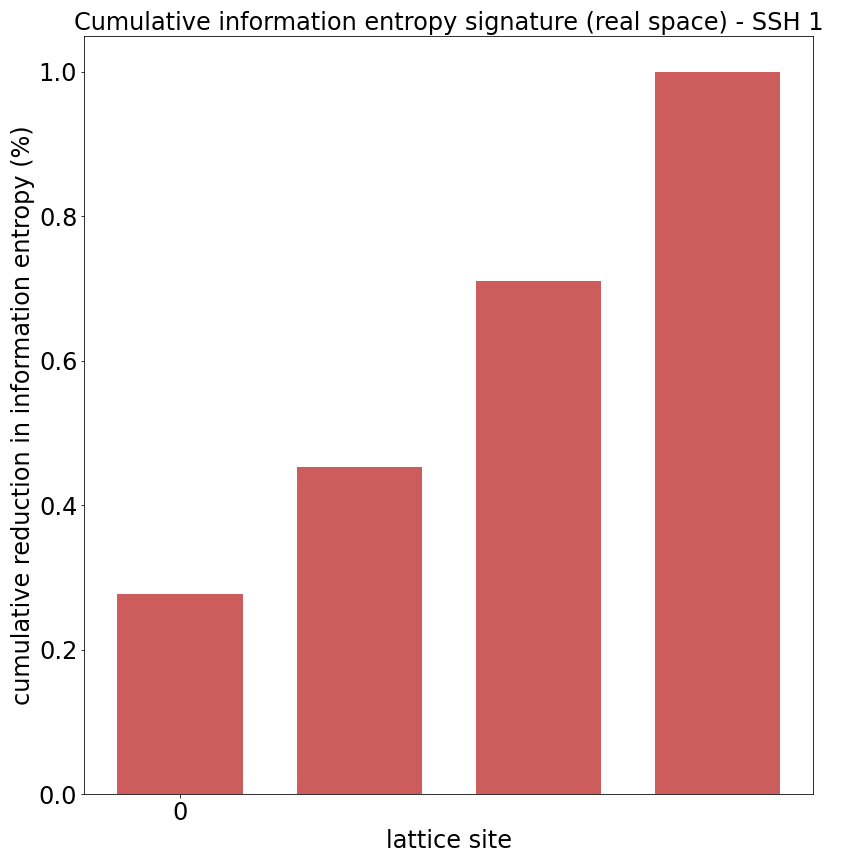 Cumulative information entropy signature (real space) - SSH 1
cumulative reduction in information entropy (%)
1.0
0.8
0.6
0.4
0.2
0.0
0
lattice site